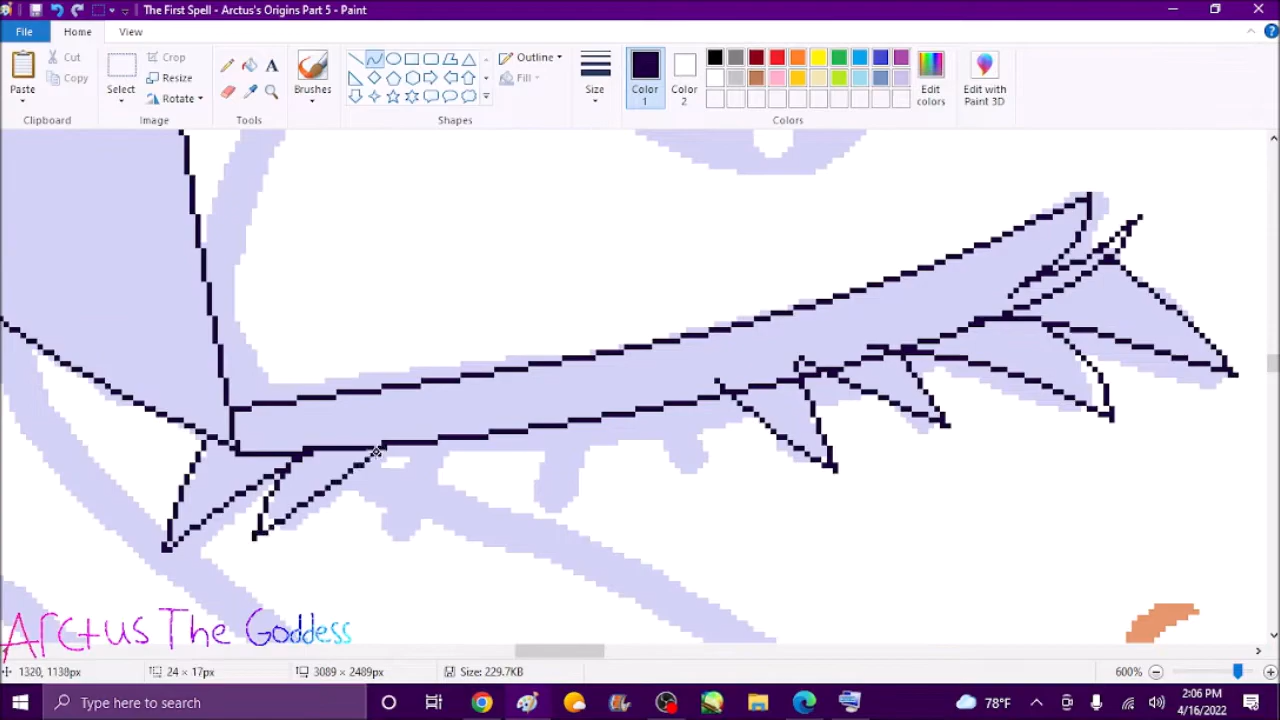 The First Spell - Arctus's Origins Part 5 - Paint
File
Home
View
Paste
Cut
Copy
Clipboard
Select
Crop
Resize
Rotate
Image
Tools
Brushes
Outline
Fill
Shapes
Size
Color 1
Color 2
Edit colors
Colors
Edit with Paint 3D
Arctus The Goddess
1320, 1138px
24 × 17px
3089 × 2489px
Size: 229.7KB
600%
Type here to search
78°F
2:06 PM
4/16/2022